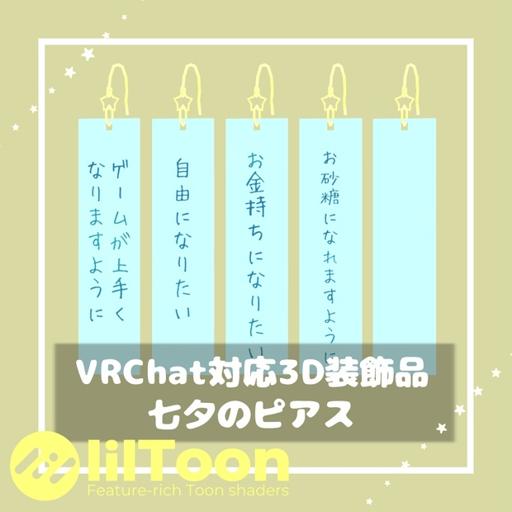 ゲームが上手く
なりますように
自由になりたい
お金持ちになりたい
お砂糖になれますように
VRChat対応3D装飾品
七夕のピアス
lilToon
Feature-rich Toon shaders